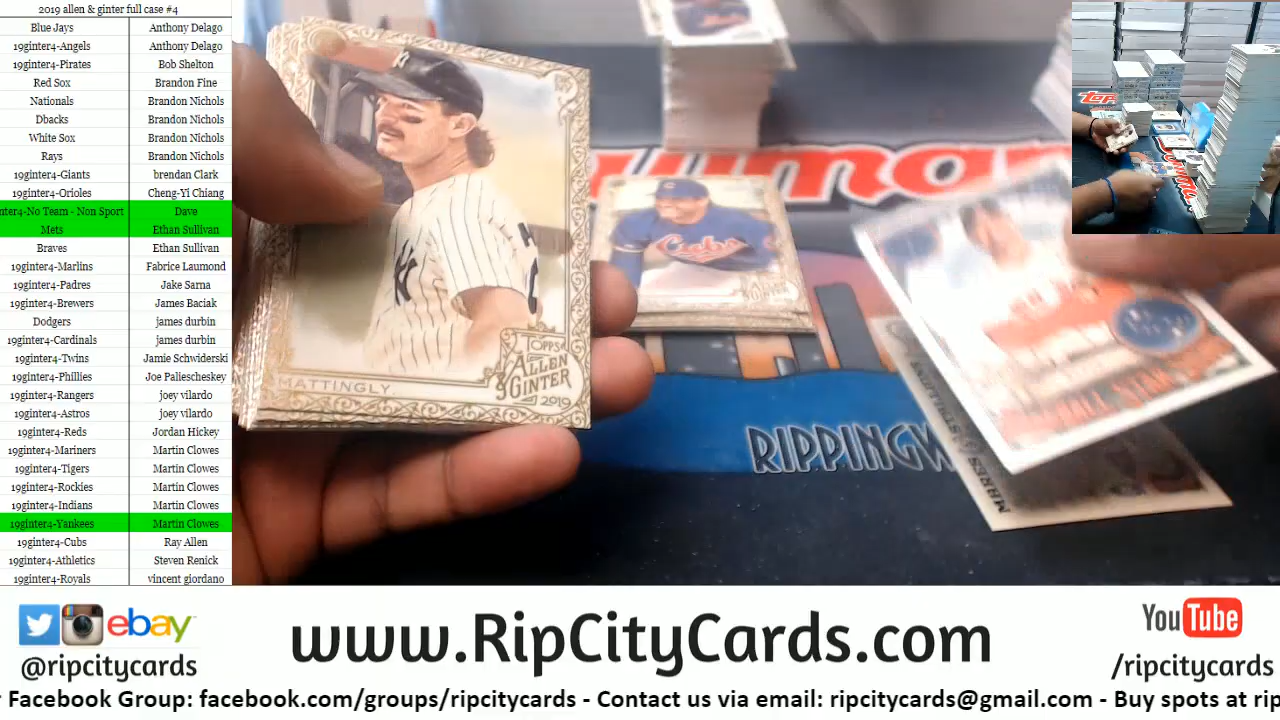 2019 allen & ginter full case #4
Blue Jays Anthony Delago
19ginter4-Angels Anthony Delago
19ginter4-Pirates Bob Shelton
Red Sox Brandon Fine
Nationals Brandon Nichols
Dbacks Brandon Nichols
White Sox Brandon Nichols
Rays Brandon Nichols
19ginter4-Giants brendan Clark
19ginter4-Orioles Cheng-Yi Chiang
nter4-No Team - Non Sport Dave
Mets Ethan Sullivan
Braves Ethan Sullivan
19ginter4-Marlins Fabrice Laumond
19ginter4-Padres Jake Sarna
19ginter4-Brewers James Baciak
Dodgers james durbin
19ginter4-Cardinals james durbin
19ginter4-Twins Jamie Schwiderski
19ginter4-Phillies Joe Paliescheskey
19ginter4-Rangers joey vilardo
19ginter4-Astros joey vilardo
19ginter4-Reds Jordan Hickey
19ginter4-Mariners Martin Clowes
19ginter4-Tigers Martin Clowes
19ginter4-Rockies Martin Clowes
19ginter4-Indians Martin Clowes
19ginter4-Yankees Martin Clowes
19ginter4-Cubs Ray Allen
19ginter4-Athletics Steven Renick
19ginter4-Royals vincent giordano
MATTINGLY.
TOPPS
ALLEN
& GINTER
2019
Cubs
RIPPINGW
ebay
@ripcitycards
www.RipCityCards.com
YouTube
/ripcitycards
Facebook Group: facebook.com/groups/ripcitycards - Contact us via email: ripcitycards@gmail.com - Buy spots at rip